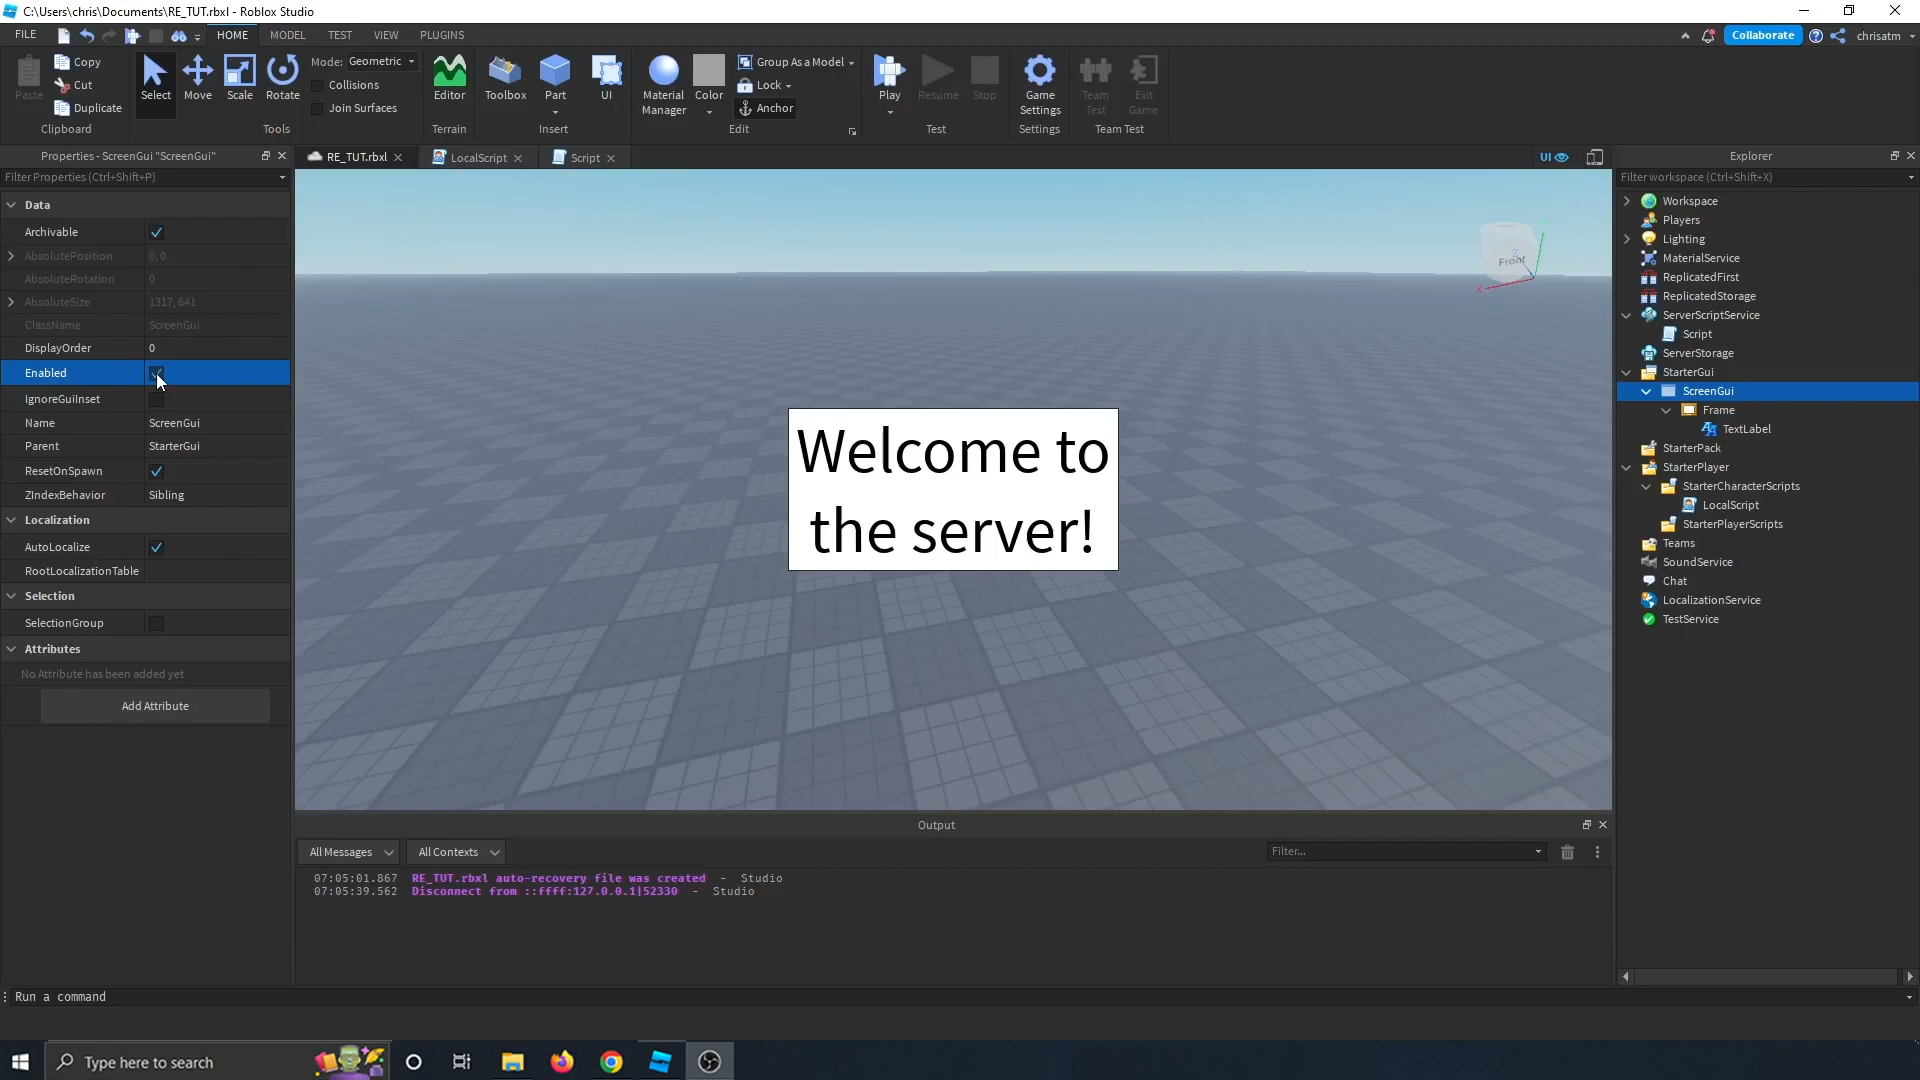 C:\Users\chris\Documents\RE_TUT.rbxl - Roblox Studio
FILE
HOME
MODEL
TEST
VIEW
PLUGINS
Collaborate
chrisatm
Paste
Copy
Cut
Duplicate
Clipboard
Select
Move
Scale
Rotate
Mode: Geometric
Collisions
Join Surfaces
Tools
Editor
Terrain
Toolbox
Part
UI
Insert
Material Manager
Color
Group As a Model
Lock
Anchor
Edit
Play
Resume
Stop
Test
Game Settings
Settings
Team Test
Exit Game
Team Test
Properties - ScreenGui "ScreenGui"
Filter Properties (Ctrl+Shift+P)
Data
Archivable
AbsolutePosition 0, 0
AbsoluteRotation 0
AbsoluteSize 1317, 641
ClassName ScreenGui
DisplayOrder 0
Enabled
IgnoreGuiInset
Name ScreenGui
Parent StarterGui
ResetOnSpawn
ZIndexBehavior Sibling
Localization
AutoLocalize
RootLocalizationTable
Selection
SelectionGroup
Attributes
No Attribute has been added yet
Add Attribute
RE_TUT.rbxl
LocalScript
Script
UI
Front
X
Z
Welcome to
the server!
Output
All Messages
All Contexts
Filter...
07:05:01.867 RE_TUT.rbxl auto-recovery file was created - Studio
07:05:39.562 Disconnect from ::ffff:127.0.0.1|52330 - Studio
Explorer
Filter workspace (Ctrl+Shift+X)
Workspace
Players
Lighting
MaterialService
ReplicatedFirst
ReplicatedStorage
ServerScriptService
Script
ServerStorage
StarterGui
ScreenGui
Frame
TextLabel
StarterPack
StarterPlayer
StarterCharacterScripts
LocalScript
StarterPlayerScripts
Teams
SoundService
Chat
LocalizationService
TestService
Run a command
Type here to search